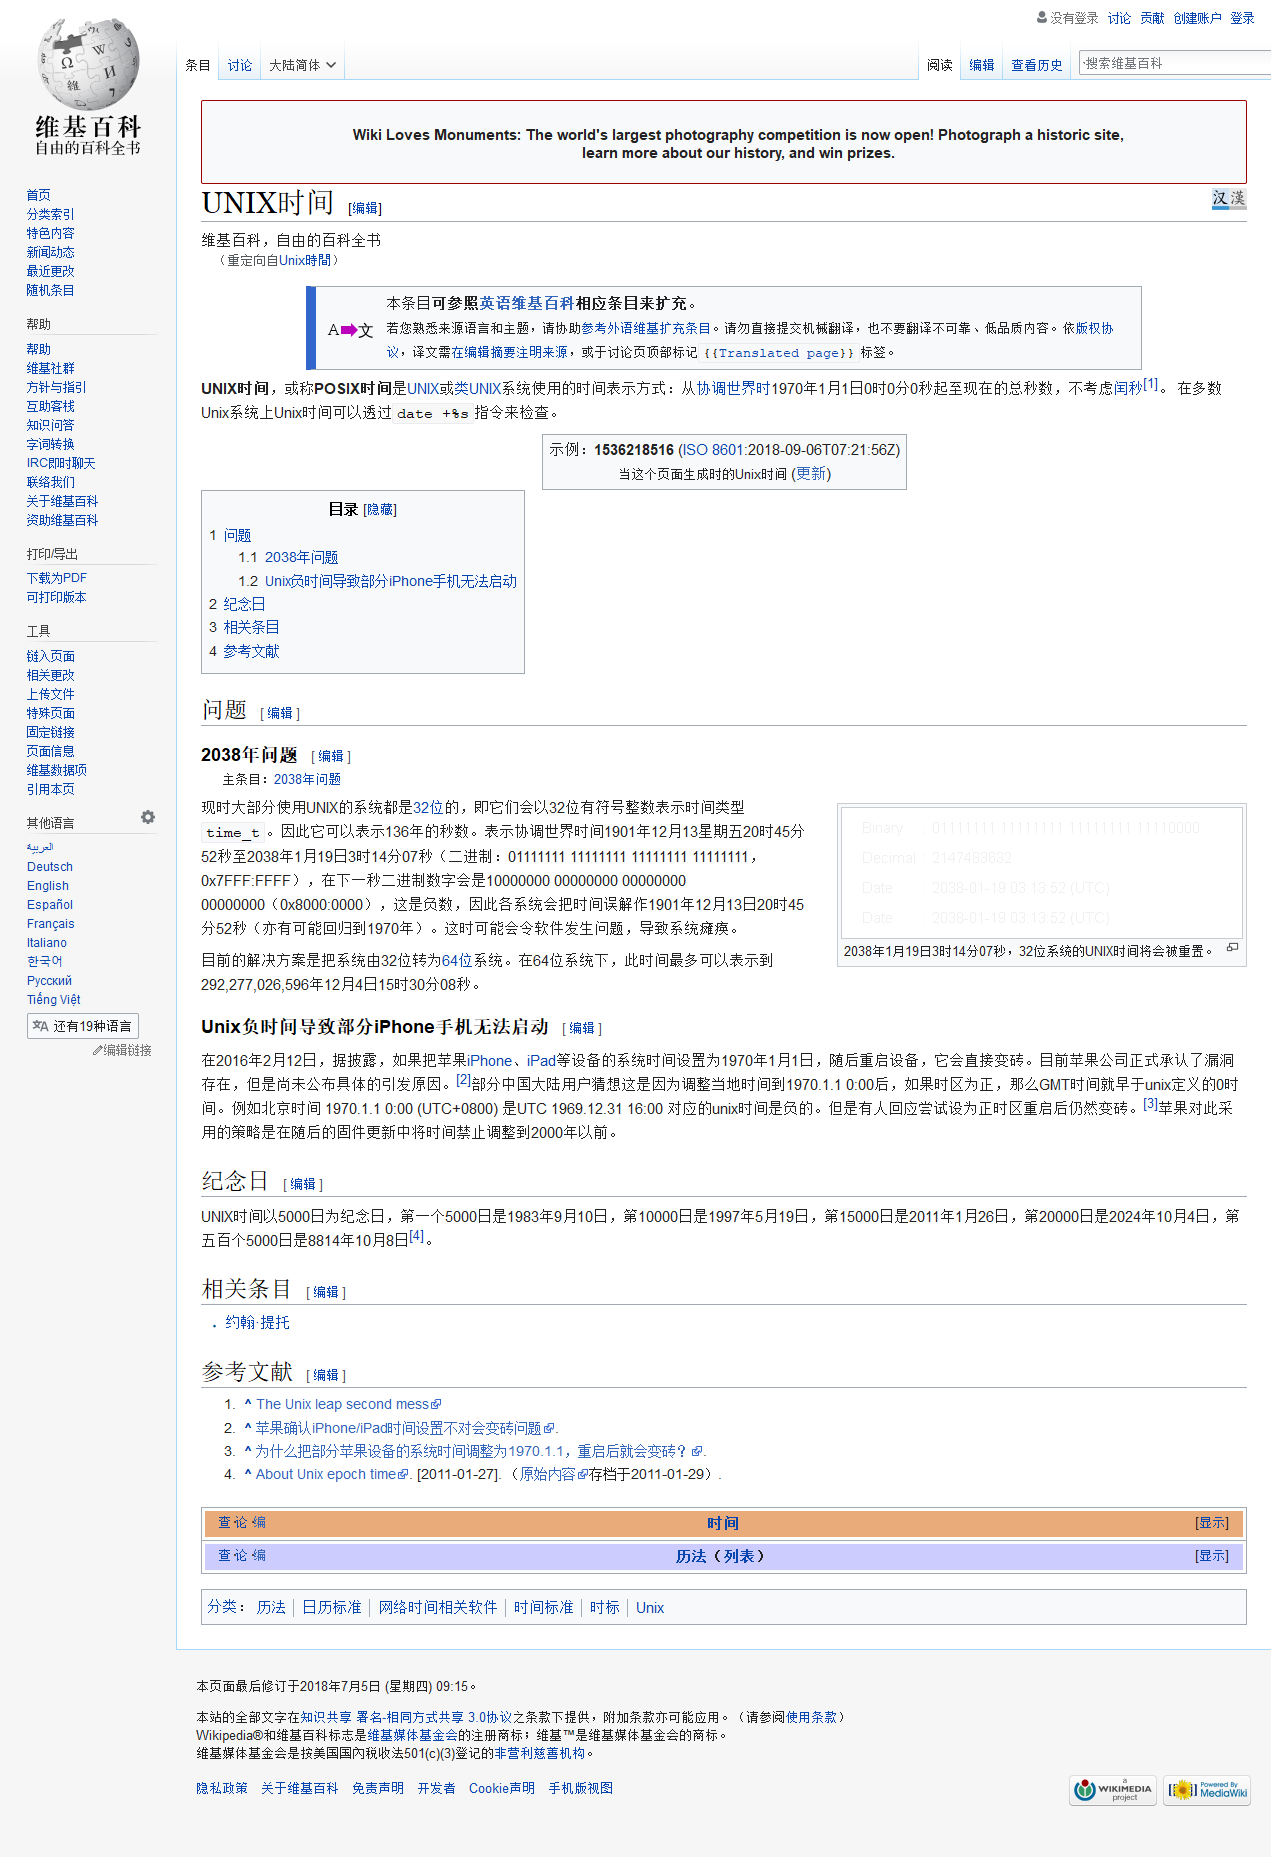 没有登录 讨论 贡献 创建账户 登录
条目 讨论 大陆简体 阅读 编辑 查看历史 搜索维基百科
维基百科
自由的百科全书
首页
分类索引
特色内容
新闻动态
最近更改
随机条目
帮助
帮助
维基社群
方针与指引
互助客栈
知识问答
字词转换
IRC即时聊天
联络我们
关于维基百科
资助维基百科
打印/导出
下载为PDF
可打印版本
工具
链入页面
相关更改
上传文件
特殊页面
固定链接
页面信息
维基数据项
引用本页
其他语言
العربية
Deutsch
English
Español
Français
Italiano
한국어
Русский
Tiếng Việt
还有19种语言
编辑链接
Wiki Loves Monuments: The world's largest photography competition is now open! Photograph a historic site,
learn more about our history, and win prizes.
UNIX时间 [编辑] 汉 漢
维基百科，自由的百科全书
（重定向自Unix時間）
A 文
本条目可参照英语维基百科相应条目来扩充。
若您熟悉来源语言和主题，请协助参考外语维基扩充条目。请勿直接提交机械翻译，也不要翻译不可靠、低品质内容。依版权协
议，译文需在编辑摘要注明来源，或于讨论页顶部标记{{Translated page}}标签。
UNIX时间，或称POSIX时间是UNIX或类UNIX系统使用的时间表示方式：从协调世界时1970年1月1日0时0分0秒起至现在的总秒数，不考虑闰秒[1]。 在多数
Unix系统上Unix时间可以透过 date +%s 指令来检查。
示例：1536218516 (ISO 8601:2018-09-06T07:21:56Z)
当这个页面生成时的Unix时间 (更新)
目录 [隐藏]
1 问题
1.1 2038年问题
1.2 Unix负时间导致部分iPhone手机无法启动
2 纪念日
3 相关条目
4 参考文献
问题 [ 编辑 ]
2038年问题 [ 编辑 ]
主条目：2038年问题
现时大部分使用UNIX的系统都是32位的，即它们会以32位有符号整数表示时间类型
time_t 。因此它可以表示136年的秒数。表示协调世界时间1901年12月13星期五20时45分
52秒至2038年1月19日3时14分07秒（二进制：01111111 11111111 11111111 11111111，
0x7FFF:FFFF），在下一秒二进制数字会是10000000 00000000 00000000
00000000（0x8000:0000），这是负数，因此各系统会把时间误解作1901年12月13日20时45
分52秒（亦有可能回归到1970年）。这时可能会令软件发生问题，导致系统瘫痪。
目前的解决方案是把系统由32位转为64位系统。在64位系统下，此时间最多可以表示到
292,277,026,596年12月4日15时30分08秒。
Binary 01111111 11111111 11111111 11110000
Decimal 2147483632
Date 2038-01-19 03:13:52 (UTC)
Date 2038-01-19 03:13:52 (UTC)
2038年1月19日3时14分07秒，32位系统的UNIX时间将会被重置。
Unix负时间导致部分iPhone手机无法启动 [ 编辑 ]
在2016年2月12日，据披露，如果把苹果iPhone、iPad等设备的系统时间设置为1970年1月1日，随后重启设备，它会直接变砖。目前苹果公司正式承认了漏洞
存在，但是尚未公布具体的引发原因。[2]部分中国大陆用户猜想这是因为调整当地时间到1970.1.1 0:00后，如果时区为正，那么GMT时间就早于unix定义的0时
间。例如北京时间 1970.1.1 0:00 (UTC+0800) 是UTC 1969.12.31 16:00 对应的unix时间是负的。但是有人回应尝试设为正时区重启后仍然变砖。[3]苹果对此采
用的策略是在随后的固件更新中将时间禁止调整到2000年以前。
纪念日 [ 编辑 ]
UNIX时间以5000日为纪念日，第一个5000日是1983年9月10日，第10000日是1997年5月19日，第15000日是2011年1月26日，第20000日是2024年10月4日，第
五百个5000日是8814年10月8日[4]。
相关条目 [ 编辑 ]
约翰·提托
参考文献 [ 编辑 ]
1. ^ The Unix leap second mess
2. ^ 苹果确认iPhone/iPad时间设置不对会变砖问题.
3. ^ 为什么把部分苹果设备的系统时间调整为1970.1.1，重启后就会变砖？.
4. ^ About Unix epoch time. [2011-01-27]. （原始内容存档于2011-01-29）.
查·论·编 时间 [显示]
查·论·编 历法（列表） [显示]
分类： 历法 日历标准 网络时间相关软件 时间标准 时标 Unix
本页面最后修订于2018年7月5日 (星期四) 09:15。
本站的全部文字在知识共享 署名-相同方式共享 3.0协议之条款下提供，附加条款亦可能应用。（请参阅使用条款）
Wikipedia®和维基百科标志是维基媒体基金会的注册商标；维基™是维基媒体基金会的商标。
维基媒体基金会是按美国国內税收法501(c)(3)登记的非营利慈善机构。
隐私政策 关于维基百科 免责声明 开发者 Cookie声明 手机版视图
a WIKIMEDIA project Powered By MediaWiki